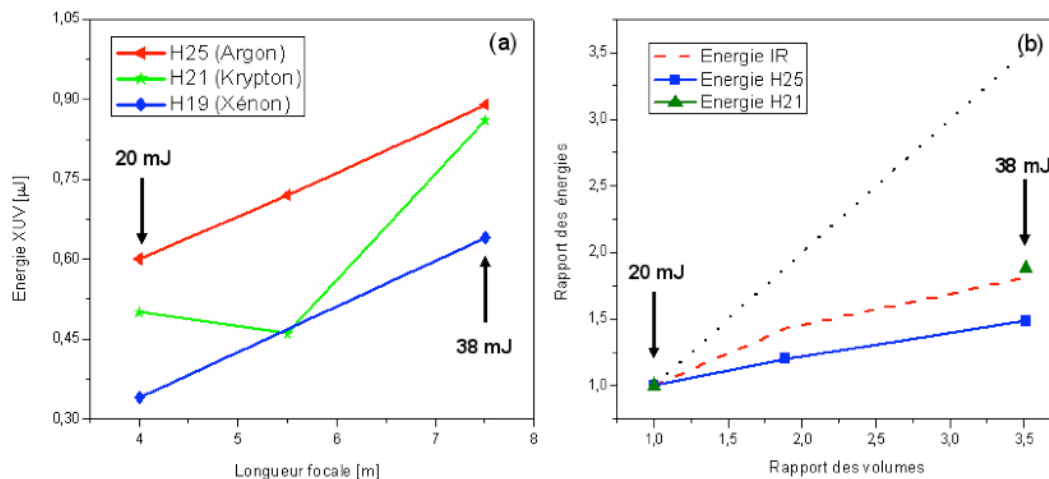 (a)
H25 (Argon)
H21 (Krypton)
H19 (Xénon)
20 mJ
38 mJ
1,05
0,90
0,75
0,60
0,45
0,30
Energie XUV [µJ]
4 5 6 7 8
Longueur focale [m]
(b)
Energie IR
Energie H25
Energie H21
20 mJ
38 mJ
3,5
3,0
2,5
2,0
1,5
1,0
Rapport des énergies
1,0 1,5 2,0 2,5 3,0 3,5
Rapport des volumes